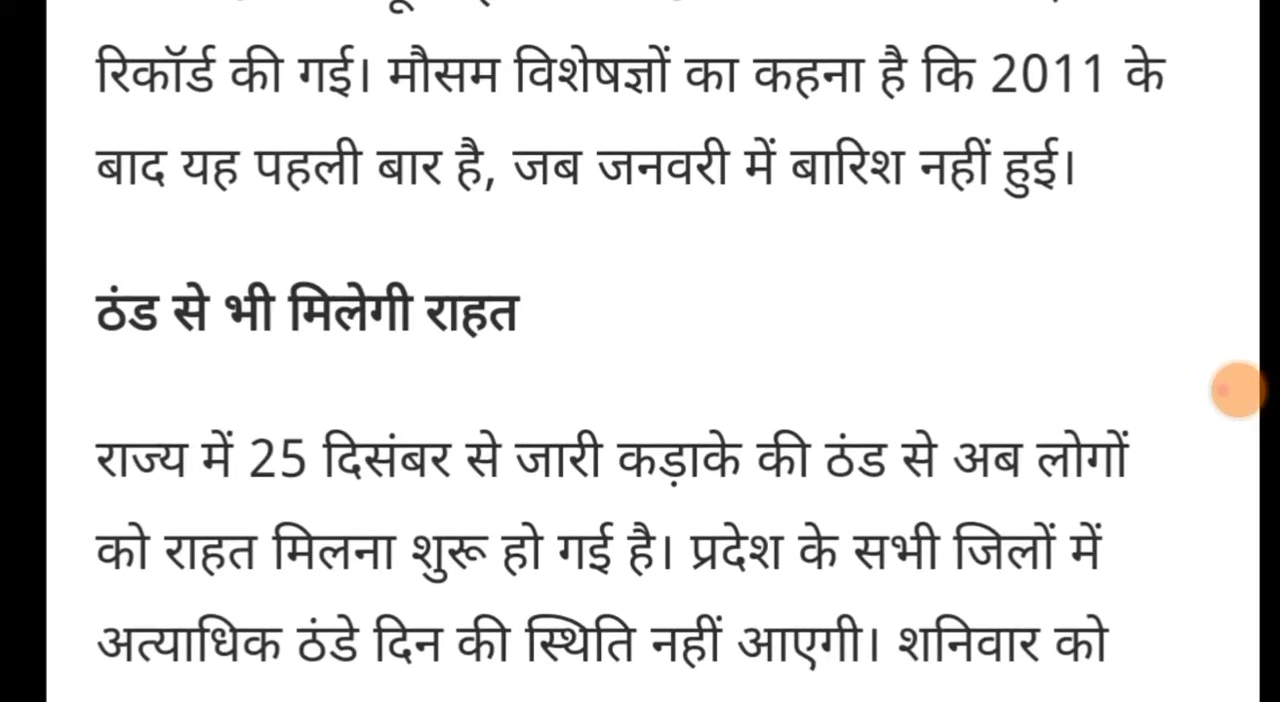 रिकॉर्ड की गई। मौसम विशेषज्ञों का कहना है कि 2011 के
बाद यह पहली बार है, जब जनवरी में बारिश नहीं हुई।
ठंड से भी मिलेगी राहत
राज्य में 25 दिसंबर से जारी कड़ाके की ठंड से अब लोगों
को राहत मिलना शुरू हो गई है। प्रदेश के सभी जिलों में
अत्याधिक ठंडे दिन की स्थिति नहीं आएगी। शनिवार को